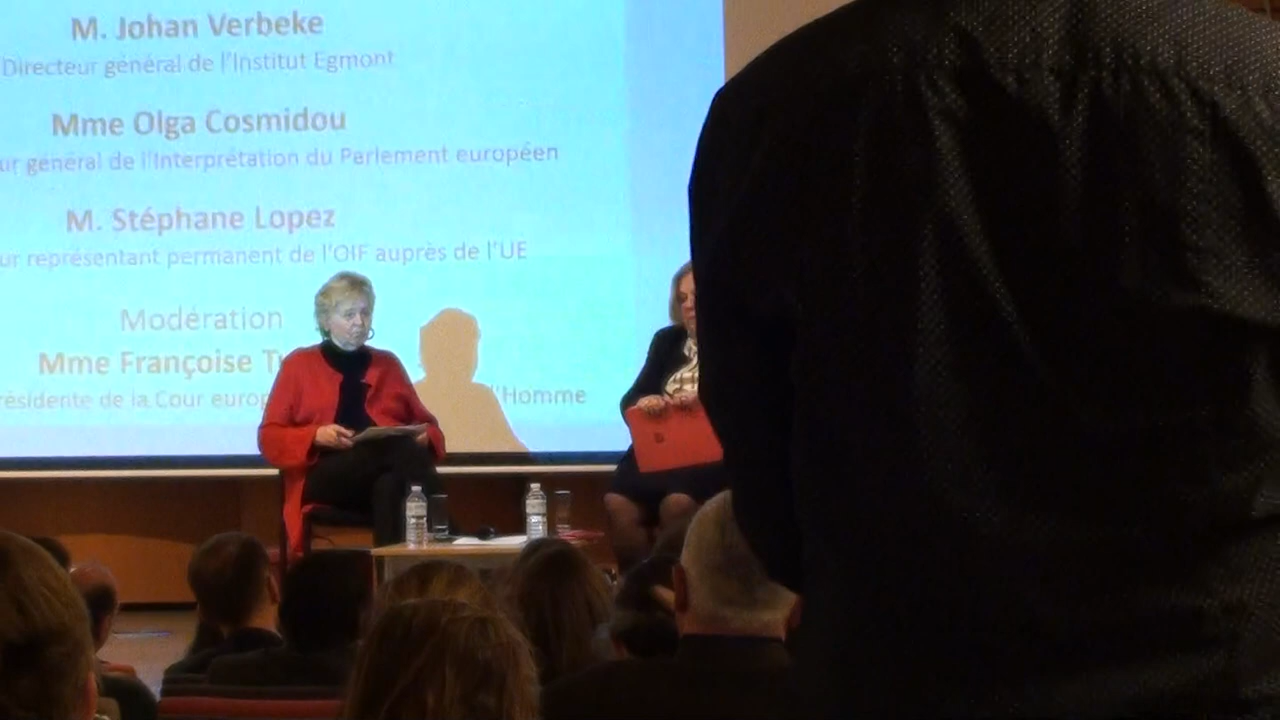 M. Johan Verbeke
Directeur général de l'Institut Egmont
Mme Olga Cosmidou
ur général de l'Interprétation du Parlement européen
M. Stéphane Lopez
ur représentant permanent de l'OIF auprès de l'UE
Modération
Mme Françoise T
résidente de la Cour europ l'Homme